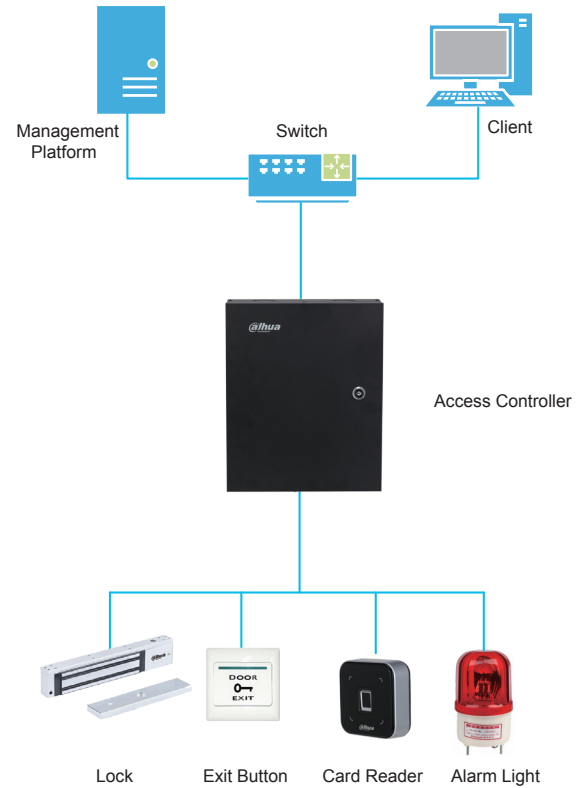 Management
Platform
Switch
Client
alhua
Access Controller
alhua
DOOR
EXIT
alhua
Lock
Exit Button
Card Reader
Alarm Light